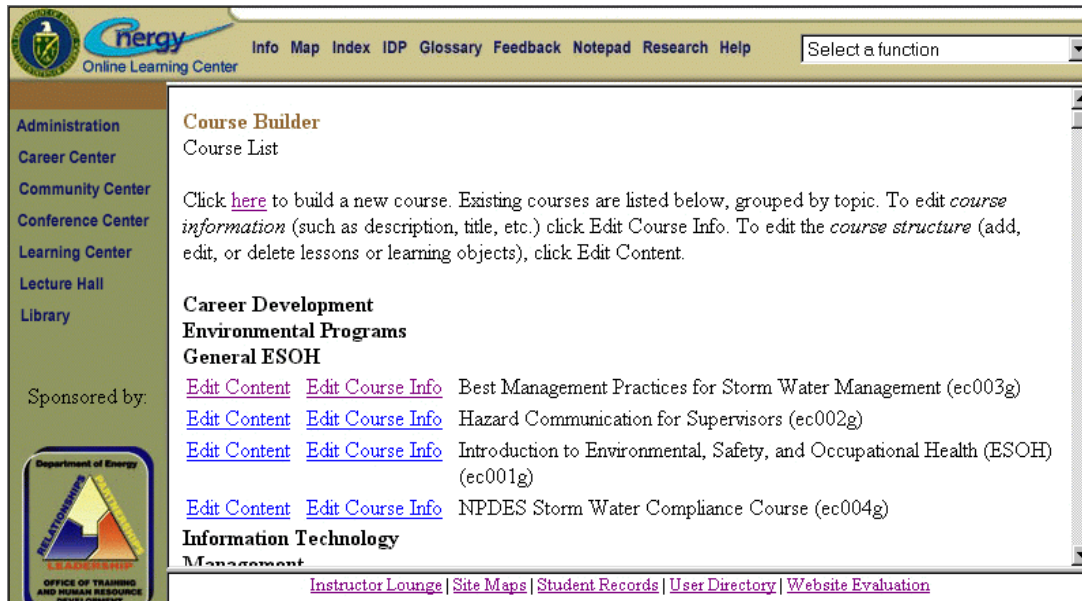 Energy
Online Learning Center
Info Map Index IDP Glossary Feedback Notepad Research Help
Select a function
Administration
Career Center
Community Center
Conference Center
Learning Center
Lecture Hall
Library
Sponsored by:
Department of Energy
RELATIONSHIPS
PARTNERSHIPS
LEADERSHIP
OFFICE OF TRAINING
AND HUMAN RESOURCE
DEVELOPMENT
Course Builder
Course List
Click here to build a new course. Existing courses are listed below, grouped by topic. To edit course
information (such as description, title, etc.) click Edit Course Info. To edit the course structure (add,
edit, or delete lessons or learning objects), click Edit Content.
Career Development
Environmental Programs
General ESOH
Edit Content Edit Course Info Best Management Practices for Storm Water Management (ec003g)
Edit Content Edit Course Info Hazard Communication for Supervisors (ec002g)
Edit Content Edit Course Info Introduction to Environmental, Safety, and Occupational Health (ESOH)
(ec001g)
Edit Content Edit Course Info NPDES Storm Water Compliance Course (ec004g)
Information Technology
Management
Instructor Lounge | Site Maps | Student Records | User Directory | Website Evaluation